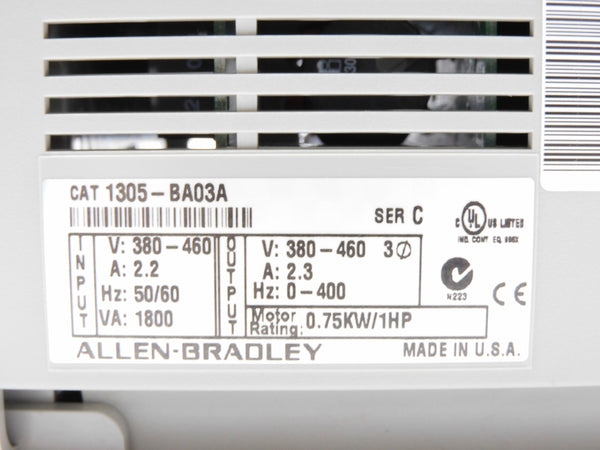 CAT 1305-BA03A
SER C
C UL US LISTED
IND. CONT EQ. 966X
INPUT
V: 380-460
A: 2.2
Hz: 50/60
VA: 1800
OUTPUT
V: 380-460 3Ø
A: 2.3
Hz: 0-400
Motor Rating: 0.75KW/1HP
N223
CE
ALLEN-BRADLEY
MADE IN U.S.A.